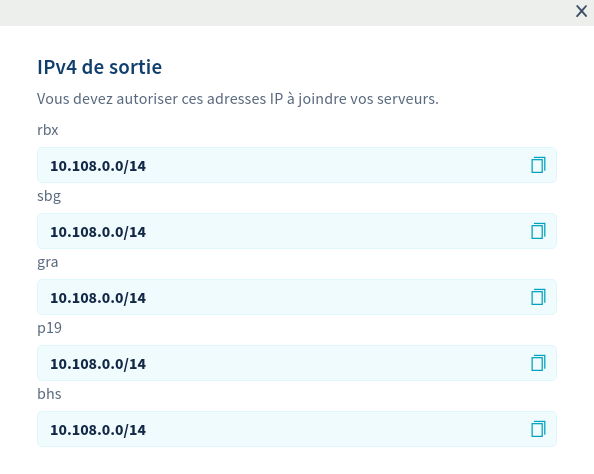 IPv4 de sortie
Vous devez autoriser ces adresses IP à joindre vos serveurs.
rbx
10.108.0.0/14
sbg
10.108.0.0/14
gra
10.108.0.0/14
p19
10.108.0.0/14
bhs
10.108.0.0/14